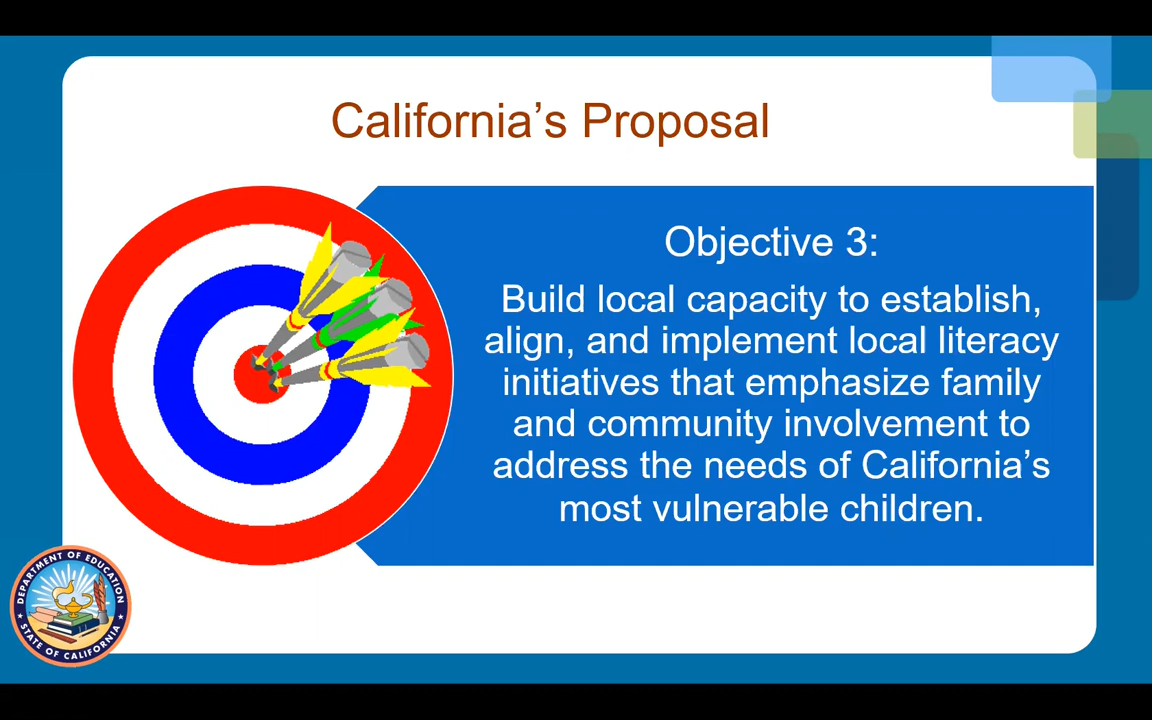 California’s Proposal
Objective 3:
Build local capacity to establish,
align, and implement local literacy
initiatives that emphasize family
and community involvement to
address the needs of California’s
most vulnerable children.
DEPARTMENT OF EDUCATION
STATE OF CALIFORNIA